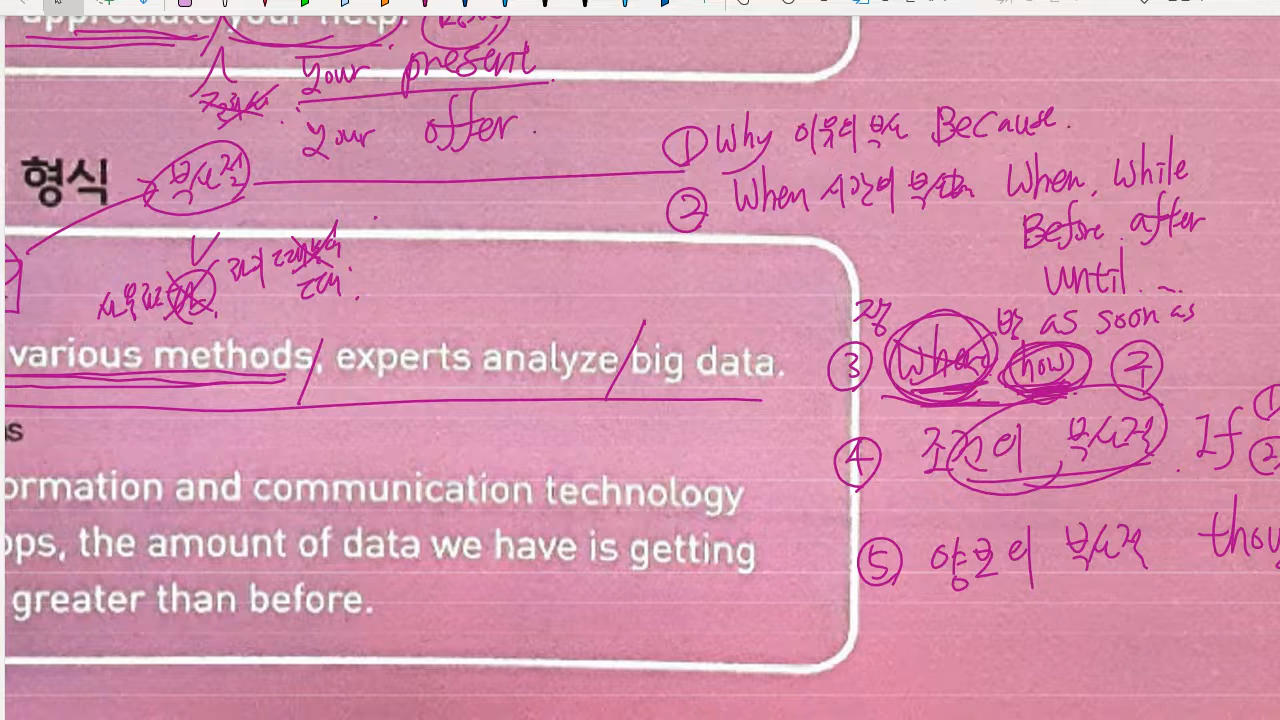 appreciate your help.
your present
your offer.
① Why 이유의 부사 Because.
형식 부사절
② When 시간의 부사 When, while
Before. after
until...
as soon as
various methods, experts analyze big data.
③ where how
④ 조건의 부사절. If ①
②
ormation and communication technology
ops, the amount of data we have is getting
⑤ 양보의 부사절 thou
greater than before.